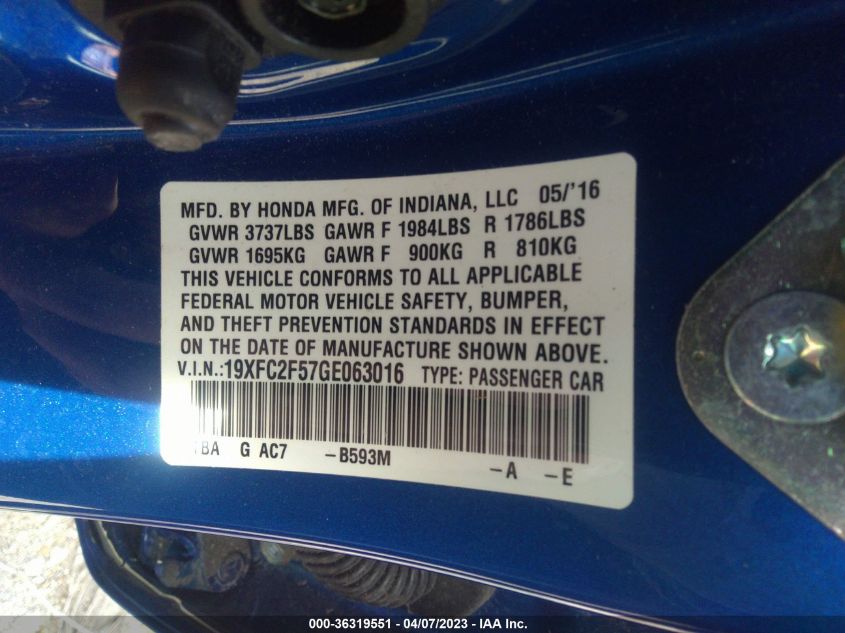 MFD. BY HONDA MFG. OF INDIANA, LLC 05/'16
GVWR 3737LBS GAWR F 1984LBS R 1786LBS
GVWR 1695KG GAWR F 900KG R 810KG
THIS VEHICLE CONFORMS TO ALL APPLICABLE
FEDERAL MOTOR VEHICLE SAFETY, BUMPER,
AND THEFT PREVENTION STANDARDS IN EFFECT
ON THE DATE OF MANUFACTURE SHOWN ABOVE.
V.I.N.:19XFC2F57GE063016 TYPE: PASSENGER CAR
G AC7 -B593M -A -E
000-36319551 - 04/07/2023 - IAA Inc.